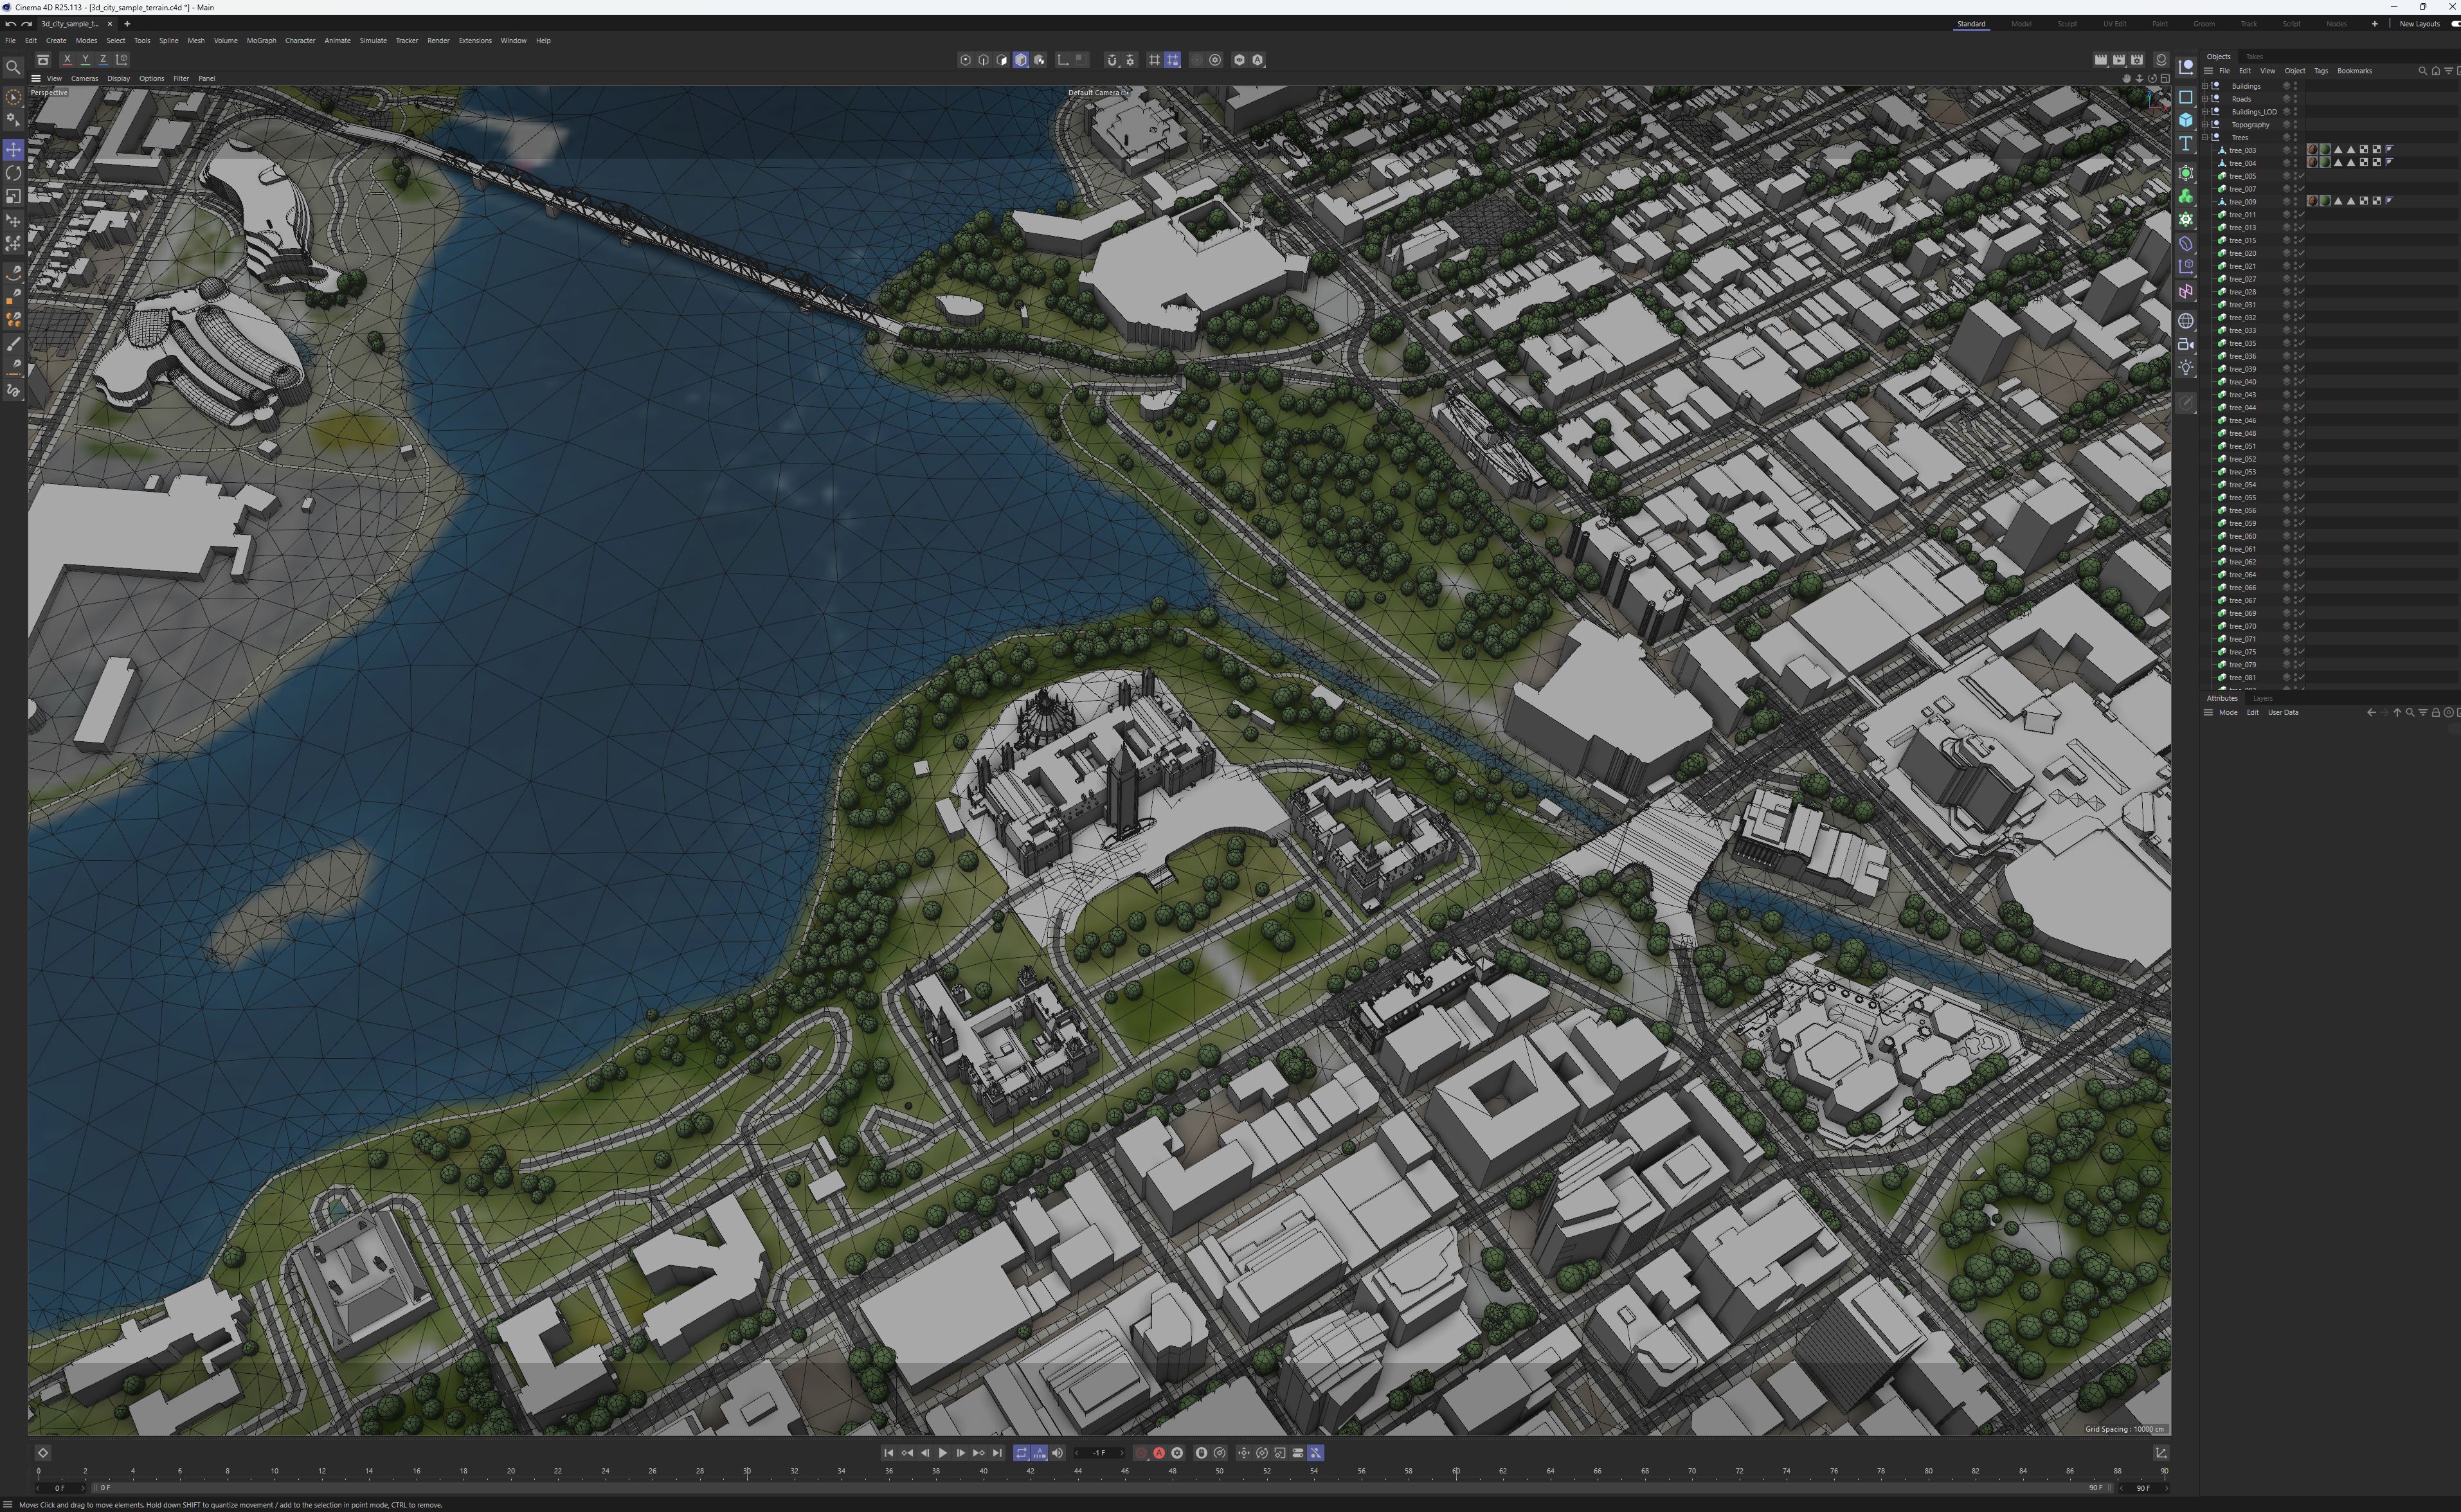 Cinema 4D R25.113 - [3d_city_sample_terrain.c4d *] - Main
3d_city_sample_t... × +
Standard Model Sculpt UV Edit Paint Groom Track Script Nodes + New Layouts
File Edit Create Modes Select Tools Spline Mesh Volume MoGraph Character Animate Simulate Tracker Render Extensions Window Help
X Y Z
View Cameras Display Options Filter Panel
Perspective
Default Camera
Objects Takes
File Edit View Object Tags Bookmarks
Buildings
Roads
Buildings_LOD
Topography
Trees
tree_003
tree_004
tree_005
tree_007
tree_009
tree_011
tree_013
tree_015
tree_020
tree_021
tree_027
tree_028
tree_031
tree_032
tree_033
tree_035
tree_036
tree_039
tree_040
tree_043
tree_044
tree_046
tree_048
tree_051
tree_052
tree_053
tree_054
tree_055
tree_056
tree_059
tree_060
tree_061
tree_062
tree_064
tree_066
tree_067
tree_069
tree_070
tree_071
tree_075
tree_079
tree_081
Attributes Layers
Mode Edit User Data
Grid Spacing : 10000 cm
-1 F
0 2 4 6 8 10 12 14 16 18 20 22 24 26 28 30 32 34 36 38 40 42 44 46 48 50 52 54 56 58 60 62 64 66 68 70 72 74 76 78 80 82 84 86 88 90
0 F 0 F 90 F 90 F
Move: Click and drag to move elements. Hold down SHIFT to quantize movement / add to the selection in point mode, CTRL to remove.